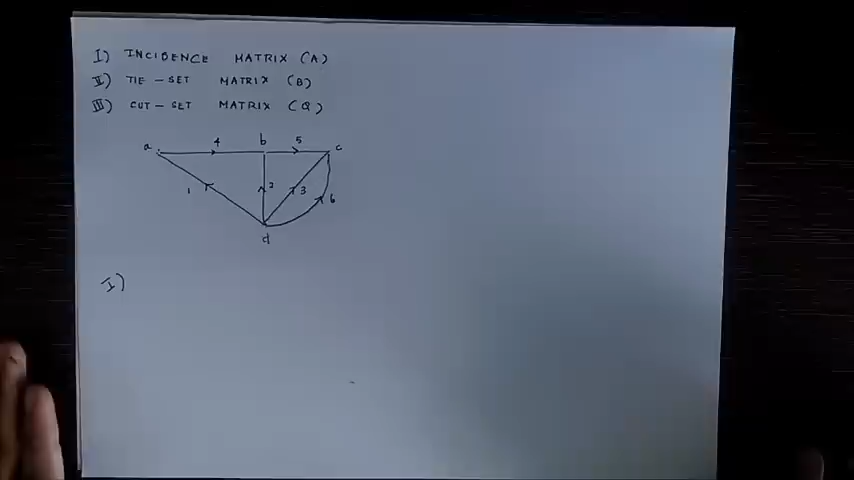 I) INCIDENCE MATRIX (A)
II) TIE - SET MATRIX (B)
III) CUT - SET MATRIX (Q)
a 4 b 5 c
1 2 3 6
d
I)